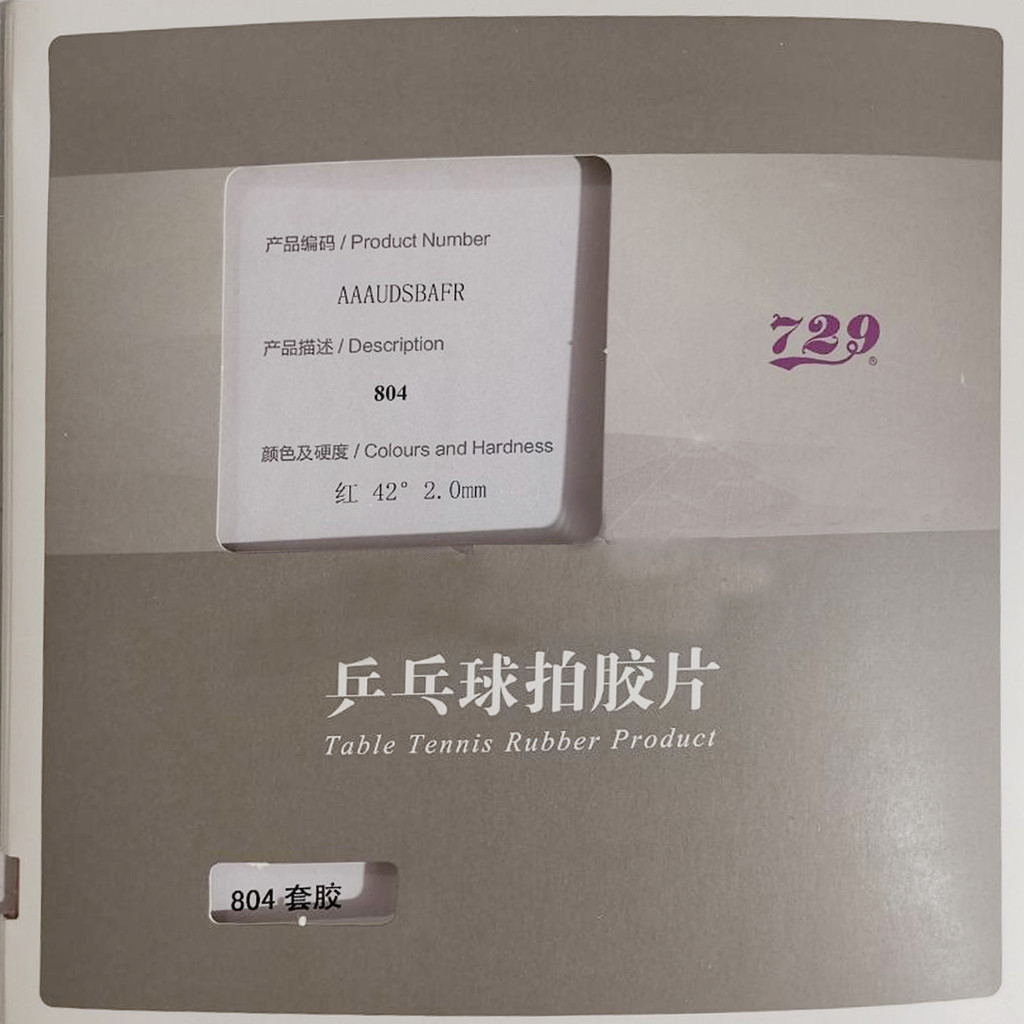 产品编码 / Product Number
AAAUDSBAFR
产品描述 / Description
804
颜色及硬度 / Colours and Hardness
红 42° 2.0mm
729®
乒乓球拍胶片
Table Tennis Rubber Product
804 套胶